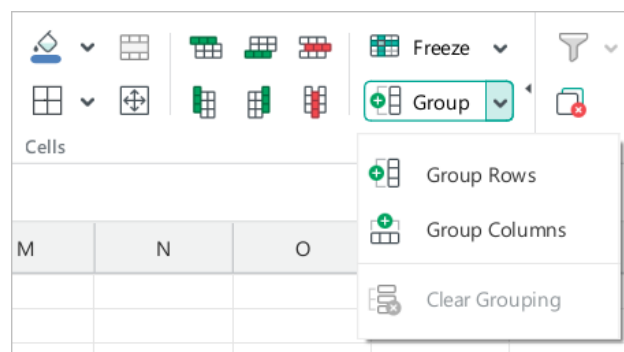 Freeze
Group
Cells
Group Rows
Group Columns
M N O
Clear Grouping